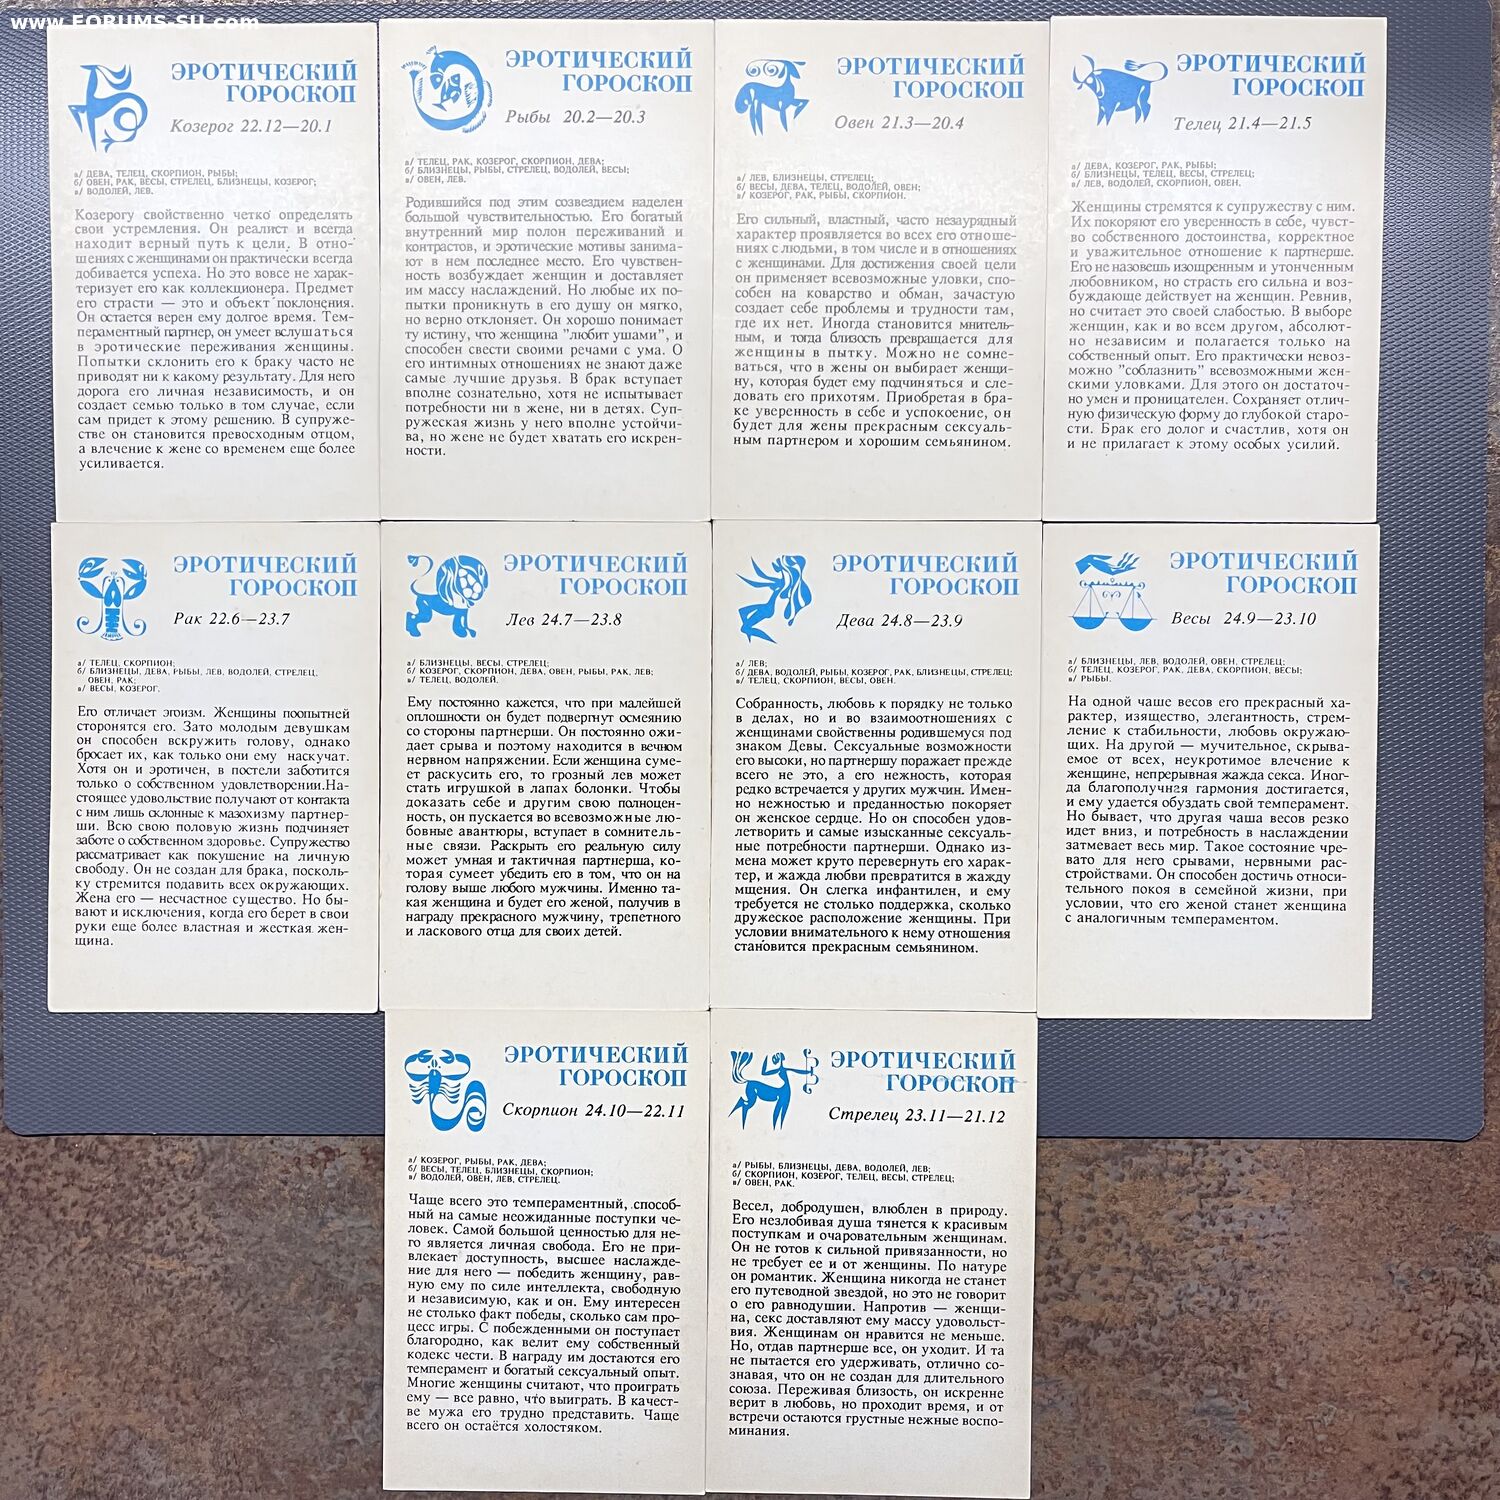 www.FORUMS-SU.com
ЭРОТИЧЕСКИЙ
ГОРОСКОП
Козерог 22.12—20.1
а/ ДЕВА, ТЕЛЕЦ, СКОРПИОН, РЫБЫ;
б/ ОВЕН, РАК, ВЕСЫ, СТРЕЛЕЦ, БЛИЗНЕЦЫ, КОЗЕРОГ;
в/ ВОДОЛЕЙ, ЛЕВ.
Козерогу свойственно четко определять
свои устремления. Он реалист и всегда
находит верный путь к цели. В отно-
шениях с женщинами он практически всегда
добивается успеха. Но это вовсе не харак-
теризует его как коллекционера. Предмет
его страсти — это и объект поклонения.
Он остается верен ему долгое время. Тем-
пераментный партнер, он умеет вслушаться
в эротические переживания женщины.
Попытки склонить его к браку часто не
приводят ни к какому результату. Для него
дорога его личная независимость, и он
создает семью только в том случае, если
сам придет к этому решению. В супруже-
стве он становится превосходным отцом,
а влечение к жене со временем еще более
усиливается.
ЭРОТИЧЕСКИЙ
ГОРОСКОП
Рыбы 20.2—20.3
а/ ТЕЛЕЦ, РАК, КОЗЕРОГ, СКОРПИОН, ДЕВА;
б/ БЛИЗНЕЦЫ, РЫБЫ, СТРЕЛЕЦ, ВОДОЛЕЙ, ВЕСЫ;
в/ ОВЕН, ЛЕВ.
Родившийся под этим созвездием наделен
большой чувствительностью. Его богатый
внутренний мир полон переживаний и
контрастов, и эротические мотивы занима-
ют в нем последнее место. Его чувствен-
ность возбуждает женщин и доставляет
им массу наслаждений. Но любые их по-
пытки проникнуть в его душу он мягко,
но верно отклоняет. Он хорошо понимает
ту истину, что женщина "любит ушами", и
способен свести своими речами с ума. О
его интимных отношениях не знают даже
самые лучшие друзья. В брак вступает
вполне сознательно, хотя не испытывает
потребности ни в жене, ни в детях. Суп-
ружеская жизнь у него вполне устойчи-
ва, но жене не будет хватать его искрен-
ности.
ЭРОТИЧЕСКИЙ
ГОРОСКОП
Овен 21.3—20.4
а/ ЛЕВ, БЛИЗНЕЦЫ, СТРЕЛЕЦ;
б/ ВЕСЫ, ДЕВА, ТЕЛЕЦ, ВОДОЛЕЙ, ОВЕН;
в/ КОЗЕРОГ, РАК, РЫБЫ, СКОРПИОН.
Его сильный, властный, часто незаурядный
характер проявляется во всех его отноше-
ниях с людьми, в том числе и в отношениях
с женщинами. Для достижения своей цели
он применяет всевозможные уловки, спо-
собен на коварство и обман, зачастую
создает себе проблемы и трудности там,
где их нет. Иногда становится мнитель-
ным, и тогда близость превращается для
женщины в пытку. Можно не сомне-
ваться, что в жены он выбирает женщи-
ну, которая будет ему подчиняться и сле-
довать его прихотям. Приобретая в бра-
ке уверенность в себе и успокоение, он
будет для жены прекрасным сексуаль-
ным партнером и хорошим семьянином.
ЭРОТИЧЕСКИЙ
ГОРОСКОП
Телец 21.4—21.5
а/ ДЕВА, КОЗЕРОГ, РАК, РЫБЫ;
б/ БЛИЗНЕЦЫ, ТЕЛЕЦ, ВЕСЫ, СТРЕЛЕЦ;
в/ ЛЕВ, ВОДОЛЕЙ, СКОРПИОН, ОВЕН.
Женщины стремятся к супружеству с ним.
Их покоряют его уверенность в себе, чувст-
во собственного достоинства, корректное
и уважительное отношение к партнерше.
Его не назовешь изощренным и утонченным
любовником, но страсть его сильна и воз-
буждающе действует на женщин. Ревнив,
но считает это своей слабостью. В выборе
женщин, как и во всем другом, абсолют-
но независим и полагается только на
собственный опыт. Его практически невоз-
можно "соблазнить" всевозможными жен-
скими уловками. Для этого он достаточ-
но умен и проницателен. Сохраняет отлич-
ную физическую форму до глубокой старо-
сти. Брак его долог и счастлив, хотя он
и не прилагает к этому особых усилий.
ЭРОТИЧЕСКИЙ
ГОРОСКОП
Рак 22.6—23.7
а/ ТЕЛЕЦ, СКОРПИОН;
б/ БЛИЗНЕЦЫ, ДЕВА, РЫБЫ, ЛЕВ, ВОДОЛЕЙ, СТРЕЛЕЦ,
ОВЕН, РАК;
в/ ВЕСЫ, КОЗЕРОГ.
Его отличает эгоизм. Женщины поопытней
сторонятся его. Зато молодым девушкам
он способен вскружить голову, однако
бросает их, как только они ему наскучат.
Хотя он и эротичен, в постели заботится
только о собственном удовлетворении.На-
стоящее удовольствие получают от контакта
с ним лишь склонные к мазохизму партнер-
ши. Всю свою половую жизнь подчиняет
заботе о собственном здоровье. Супружество
рассматривает как покушение на личную
свободу. Он не создан для брака, посколь-
ку стремится подавить всех окружающих.
Жена его — несчастное существо. Но бы-
вают и исключения, когда его берет в свои
руки еще более властная и жесткая жен-
щина.
ЭРОТИЧЕСКИЙ
ГОРОСКОП
Лев 24.7—23.8
а/ БЛИЗНЕЦЫ, ВЕСЫ, СТРЕЛЕЦ;
б/ КОЗЕРОГ, СКОРПИОН, ДЕВА, ОВЕН, РЫБЫ, РАК, ЛЕВ;
в/ ТЕЛЕЦ, ВОДОЛЕЙ.
Ему постоянно кажется, что при малейшей
оплошности он будет подвергнут осмеянию
со стороны партнерши. Он постоянно ожи-
дает срыва и поэтому находится в вечном
нервном напряжении. Если женщина суме-
ет раскусить его, то грозный лев может
стать игрушкой в лапах болонки. Чтобы
доказать себе и другим свою полноцен-
ность, он пускается во всевозможные лю-
бовные авантюры, вступает в сомнитель-
ные связи. Раскрыть его реальную силу
может умная и тактичная партнерша, ко-
торая сумеет убедить его в том, что он на
голову выше любого мужчины. Именно та-
кая женщина и будет его женой, получив в
награду прекрасного мужчину, трепетного
и ласкового отца для своих детей.
ЭРОТИЧЕСКИЙ
ГОРОСКОП
Дева 24.8—23.9
а/ ЛЕВ;
б/ ДЕВА, ВОДОЛЕЙ, РЫБЫ, КОЗЕРОГ, РАК, БЛИЗНЕЦЫ, СТРЕЛЕЦ;
в/ ТЕЛЕЦ, СКОРПИОН, ВЕСЫ, ОВЕН.
Собранность, любовь к порядку не только
в делах, но и во взаимоотношениях с
женщинами свойственны родившемуся под
знаком Девы. Сексуальные возможности
его высоки, но партнершу поражает прежде
всего не это, а его нежность, которая
редко встречается у других мужчин. Имен-
но нежностью и преданностью покоряет
он женское сердце. Но он способен удов-
летворить и самые изысканные сексуаль-
ные потребности партнерши. Однако из-
мена может круто перевернуть его харак-
тер, и жажда любви превратится в жажду
мщения. Он слегка инфантилен, и ему
требуется не столько поддержка, сколько
дружеское расположение женщины. При
условии внимательного к нему отношения
становится прекрасным семьянином.
ЭРОТИЧЕСКИЙ
ГОРОСКОП
Весы 24.9—23.10
а/ БЛИЗНЕЦЫ, ЛЕВ, ВОДОЛЕЙ, ОВЕН, СТРЕЛЕЦ;
б/ ТЕЛЕЦ, КОЗЕРОГ, РАК, ДЕВА, СКОРПИОН, ВЕСЫ;
в/ РЫБЫ.
На одной чаше весов его прекрасный ха-
рактер, изящество, элегантность, стрем-
ление к стабильности, любовь окружаю-
щих. На другой — мучительное, скрыва-
емое от всех, неукротимое влечение к
женщине, непрерывная жажда секса. Иног-
да благополучная гармония достигается,
и ему удается обуздать свой темперамент.
Но бывает, что другая чаша весов резко
идет вниз, и потребность в наслаждении
затмевает весь мир. Такое состояние чре-
вато для него срывами, нервными рас-
стройствами. Он способен достичь относи-
тельного покоя в семейной жизни, при
условии, что его женой станет женщина
с аналогичным темпераментом.
ЭРОТИЧЕСКИЙ
ГОРОСКОП
Скорпион 24.10—22.11
а/ КОЗЕРОГ, РЫБЫ, РАК, ДЕВА;
б/ ВЕСЫ, ТЕЛЕЦ, БЛИЗНЕЦЫ, СКОРПИОН;
в/ ВОДОЛЕЙ, ОВЕН, ЛЕВ, СТРЕЛЕЦ.
Чаще всего это темпераментный, способ-
ный на самые неожиданные поступки че-
ловек. Самой большой ценностью для не-
го является личная свобода. Его не при-
влекает доступность, высшее наслажде-
ние для него — победить женщину, рав-
ную ему по силе интеллекта, свободную
и независимую, как и он. Ему интересен
не столько факт победы, сколько сам про-
цесс игры. С побежденными он поступает
благородно, как велит ему собственный
кодекс чести. В награду им достаются его
темперамент и богатый сексуальный опыт.
Многие женщины считают, что проиграть
ему — все равно, что выиграть. В качест-
ве мужа его трудно представить. Чаще
всего он остаётся холостяком.
ЭРОТИЧЕСКИЙ
ГОРОСКОП
Стрелец 23.11—21.12
а/ РЫБЫ, БЛИЗНЕЦЫ, ДЕВА, ВОДОЛЕЙ, ЛЕВ;
б/ СКОРПИОН, КОЗЕРОГ, ТЕЛЕЦ, ВЕСЫ, СТРЕЛЕЦ;
в/ ОВЕН, РАК.
Весел, добродушен, влюблен в природу.
Его незлобивая душа тянется к красивым
поступкам и очаровательным женщинам.
Он не готов к сильной привязанности, но
не требует ее и от женщины. По натуре
он романтик. Женщина никогда не станет
его путеводной звездой, но это не говорит
о его равнодушии. Напротив — женщи-
на, секс доставляют ему массу удовольст-
вия. Женщинам он нравится не меньше.
Но, отдав партнерше все, он уходит. И та
не пытается его удерживать, отлично со-
знавая, что он не создан для длительного
союза. Переживая близость, он искренне
верит в любовь, но проходит время, и от
встречи остаются грустные нежные воспо-
минания.